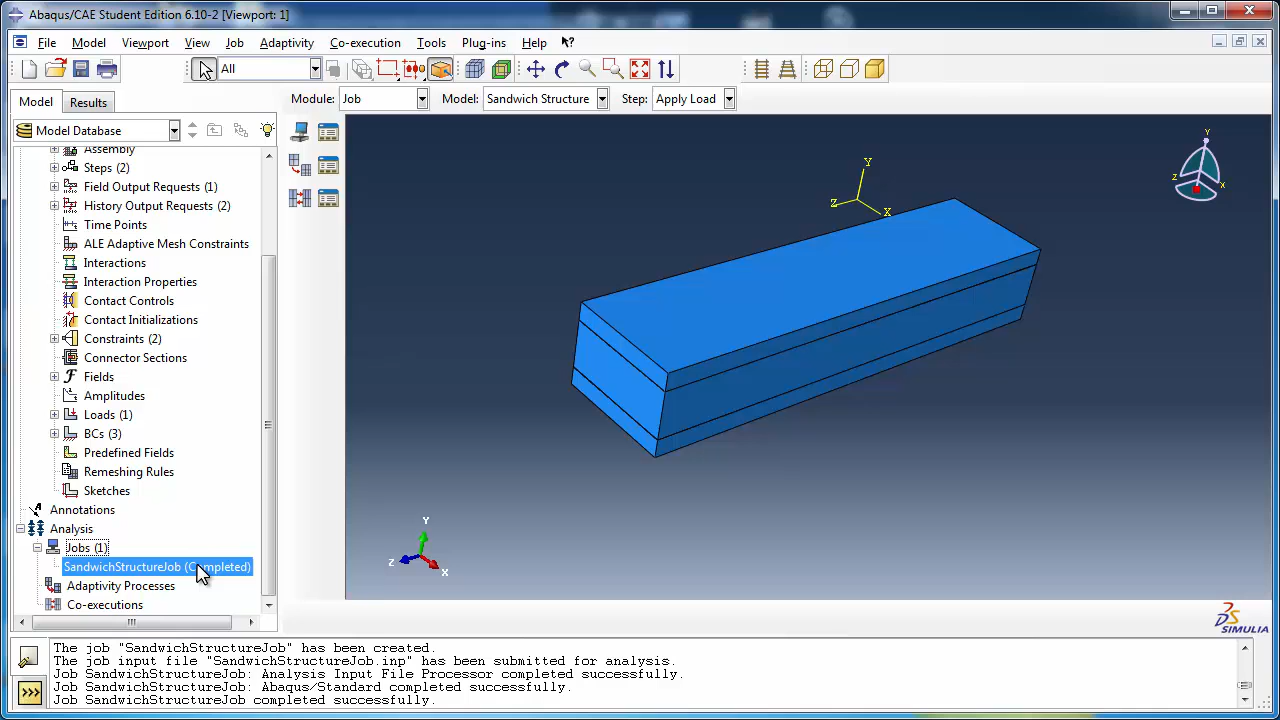 Abaqus/CAE Student Edition 6.10-2 [Viewport: 1]
File Model Viewport View Job Adaptivity Co-execution Tools Plug-ins Help ?
All
Model Results
Module: Job Model: Sandwich Structure Step: Apply Load
Model Database
Assembly
Steps (2)
Field Output Requests (1)
History Output Requests (2)
Time Points
ALE Adaptive Mesh Constraints
Interactions
Interaction Properties
Contact Controls
Contact Initializations
Constraints (2)
Connector Sections
Fields
Amplitudes
Loads (1)
BCs (3)
Predefined Fields
Remeshing Rules
Sketches
Annotations
Analysis
Jobs (1)
SandwichStructureJob (Completed)
Adaptivity Processes
Co-executions
Y
Z
X
Y
Z
X
Y
Z
X
SIMULIA
The job "SandwichStructureJob" has been created.
The job input file "SandwichStructureJob.inp" has been submitted for analysis.
Job SandwichStructureJob: Analysis Input File Processor completed successfully.
Job SandwichStructureJob: Abaqus/Standard completed successfully.
Job SandwichStructureJob completed successfully.
>>>